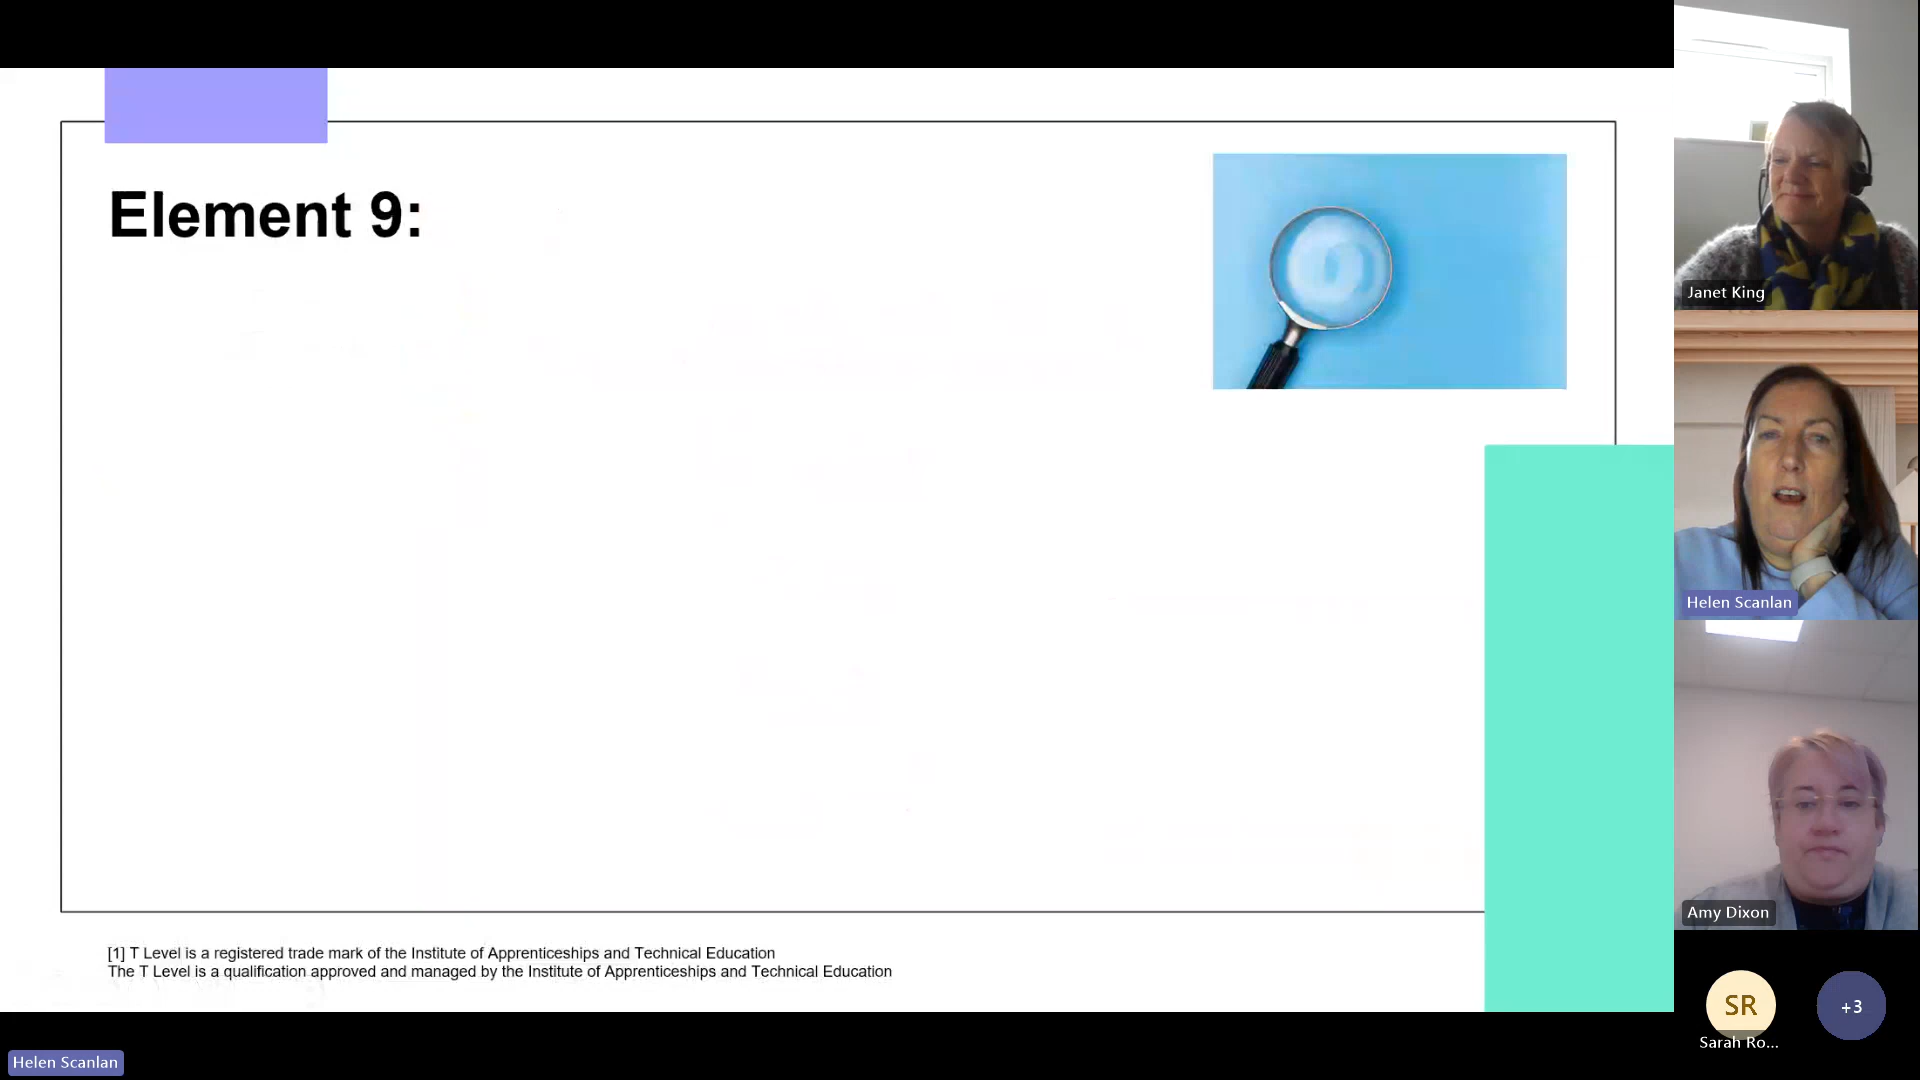 Element 9:
[1] T Level is a registered trade mark of the Institute of Apprenticeships and Technical Education
The T Level is a qualification approved and managed by the Institute of Apprenticeships and Technical Education
Janet King
Helen Scanlan
Amy Dixon
SR
+3
Sarah Ro...
Helen Scanlan